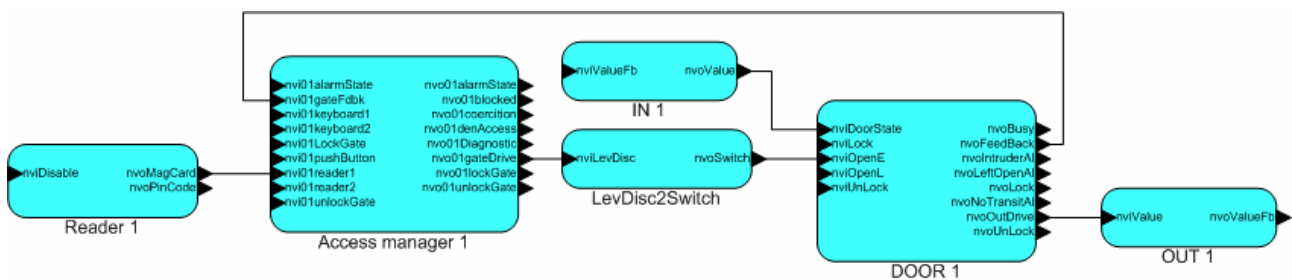 nviDisable
nvoMagCard
nvoPinCode
Reader 1
nvi01alarmState
nvi01gateFdbk
nvi01keyboard1
nvi01keyboard2
nvi01LockGate
nvi01pushButton
nvi01reader1
nvi01reader2
nvi01unlockGate
nvo01alarmState
nvo01blocked
nvo01coercition
nvo01denAccess
nvo01Diagnostic
nvo01gateDrive
nvo01lockGate
nvo01unlockGate
Access manager 1
nviValueFb
nvoValue
IN 1
nviLevDisc
nvoSwitch
LevDisc2Switch
nviDoorState
nviLock
nviOpenE
nviOpenL
nviUnLock
nvoBusy
nvoFeedBack
nvoIntruderAl
nvoLeftOpenAl
nvoLock
nvoNoTransitAl
nvoOutDrive
nvoUnLock
DOOR 1
nviValue
nvoValueFb
OUT 1